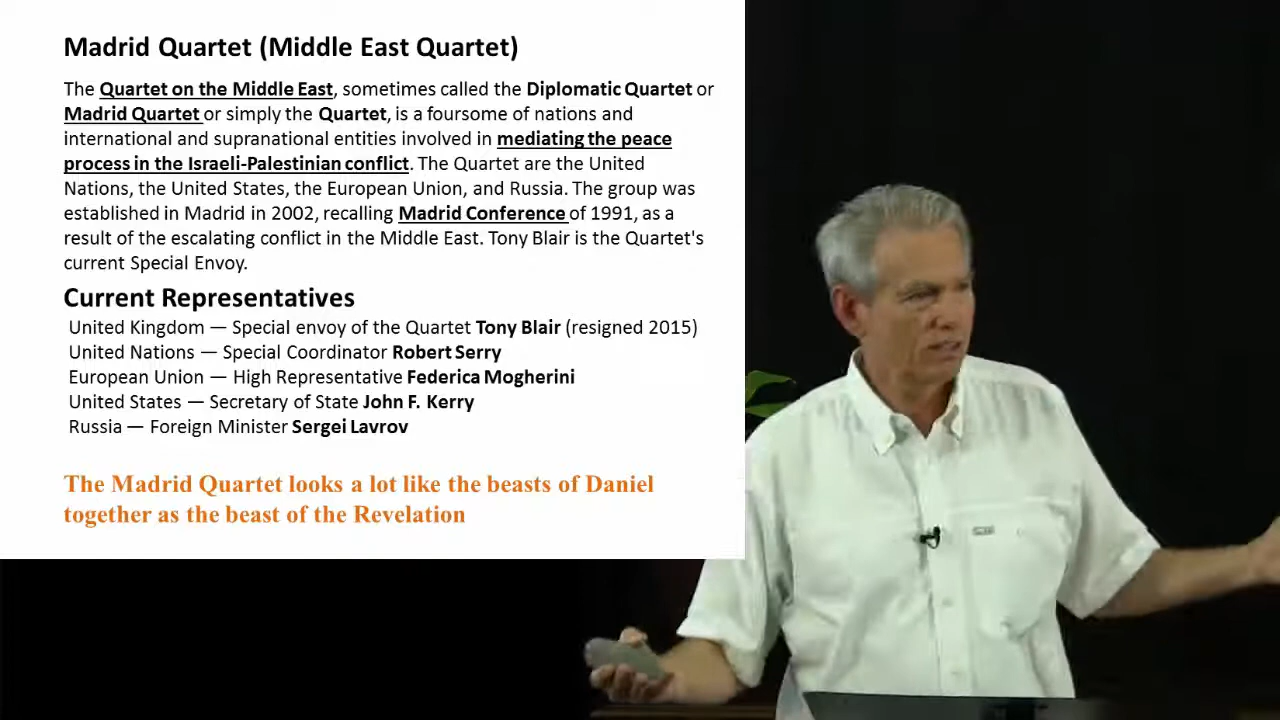 Madrid Quartet (Middle East Quartet)
The Quartet on the Middle East, sometimes called the Diplomatic Quartet or
Madrid Quartet or simply the Quartet, is a foursome of nations and
international and supranational entities involved in mediating the peace
process in the Israeli-Palestinian conflict. The Quartet are the United
Nations, the United States, the European Union, and Russia. The group was
established in Madrid in 2002, recalling Madrid Conference of 1991, as a
result of the escalating conflict in the Middle East. Tony Blair is the Quartet's
current Special Envoy.
Current Representatives
United Kingdom — Special envoy of the Quartet Tony Blair (resigned 2015)
United Nations — Special Coordinator Robert Serry
European Union — High Representative Federica Mogherini
United States — Secretary of State John F. Kerry
Russia — Foreign Minister Sergei Lavrov
The Madrid Quartet looks a lot like the beasts of Daniel
together as the beast of the Revelation